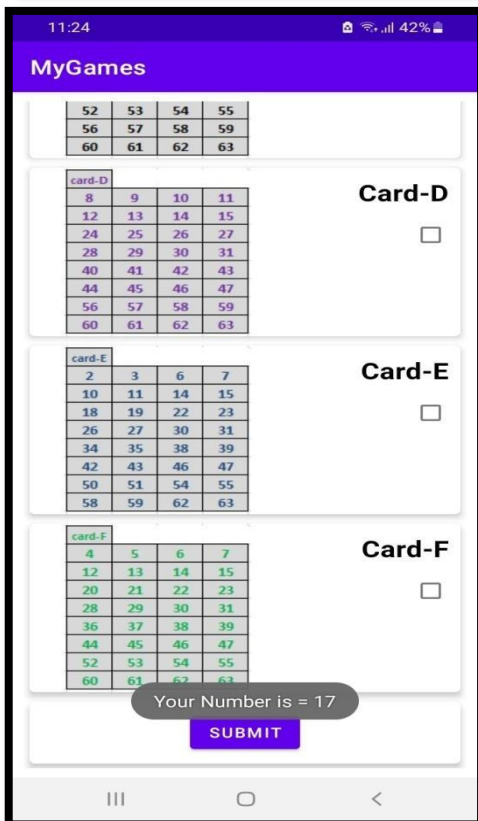 11:24 42%
MyGames
52 53 54 55
56 57 58 59
60 61 62 63
card-D
8 9 10 11
12 13 14 15
24 25 26 27
28 29 30 31
40 41 42 43
44 45 46 47
56 57 58 59
60 61 62 63
Card-D
card-E
2 3 6 7
10 11 14 15
18 19 22 23
26 27 30 31
34 35 38 39
42 43 46 47
50 51 54 55
58 59 62 63
Card-E
card-F
4 5 6 7
12 13 14 15
20 21 22 23
28 29 30 31
36 37 38 39
44 45 46 47
52 53 54 55
60 61 62 63
Card-F
Your Number is = 17
SUBMIT